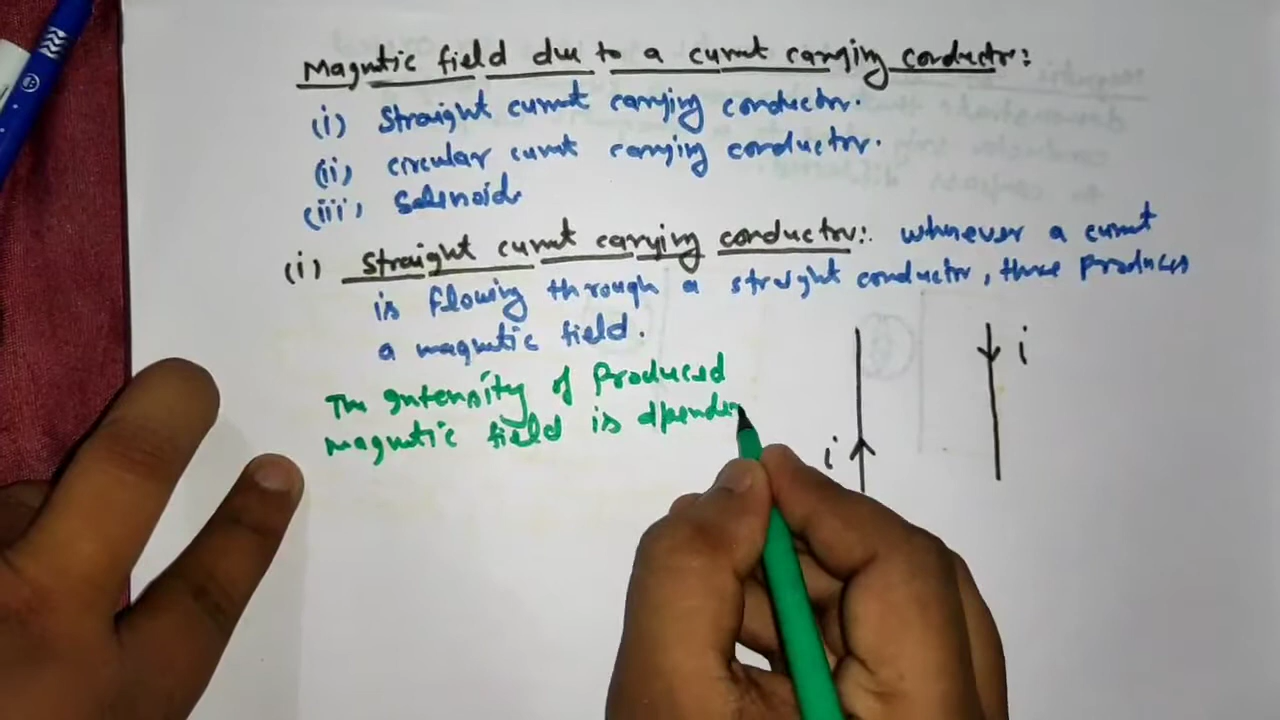 Magnetic field due to a current carrying conductor:
(i) Straight current carrying conductor.
(ii) circular current carrying conductor.
(iii) Solenoid
(i) Straight current carrying conductor:. whenever a current
is flowing through a straight conductor, there produces
a magnetic field.
i
The intensity of produced
magnetic field is depende
i